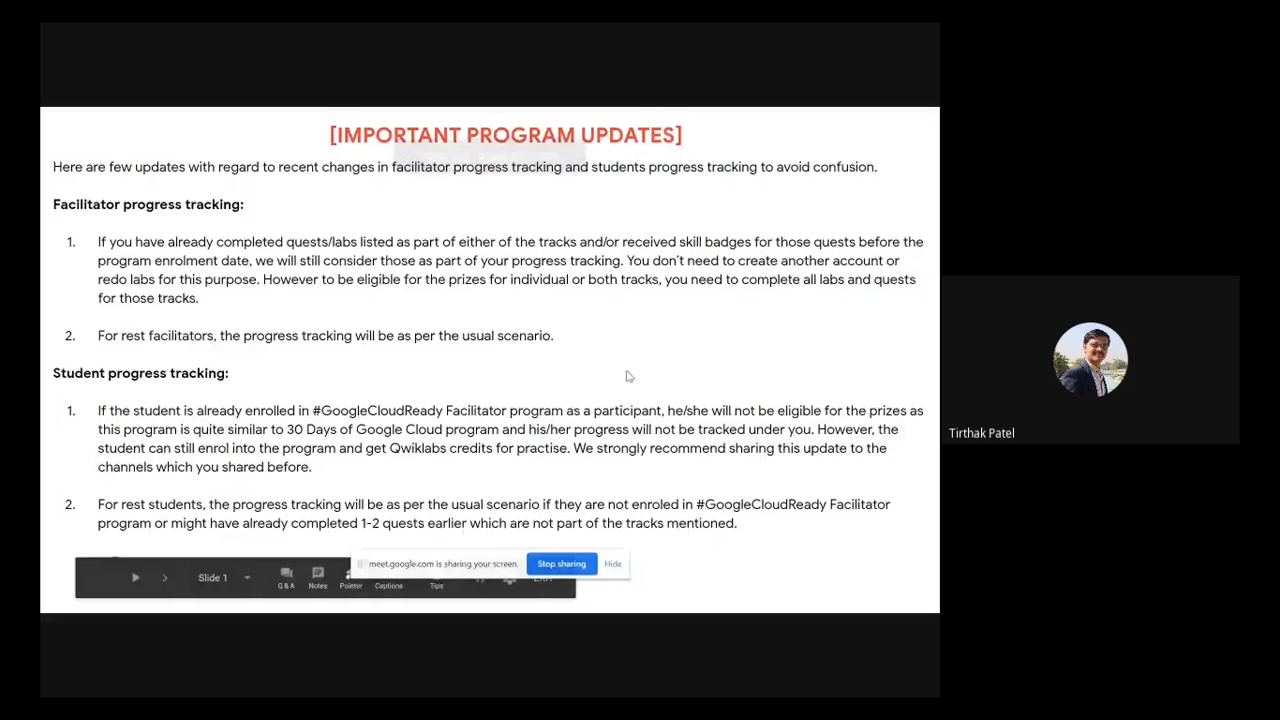 [IMPORTANT PROGRAM UPDATES]
Here are few updates with regard to recent changes in facilitator progress tracking and students progress tracking to avoid confusion.
Facilitator progress tracking:
1. If you have already completed quests/labs listed as part of either of the tracks and/or received skill badges for those quests before the
program enrolment date, we will still consider those as part of your progress tracking. You don't need to create another account or
redo labs for this purpose. However to be eligible for the prizes for individual or both tracks, you need to complete all labs and quests
for those tracks.
2. For rest facilitators, the progress tracking will be as per the usual scenario.
Student progress tracking:
1. If the student is already enrolled in #GoogleCloudReady Facilitator program as a participant, he/she will not be eligible for the prizes as
this program is quite similar to 30 Days of Google Cloud program and his/her progress will not be tracked under you. However, the
student can still enrol into the program and get Qwiklabs credits for practise. We strongly recommend sharing this update to the
channels which you shared before.
2. For rest students, the progress tracking will be as per the usual scenario if they are not enroled in #GoogleCloudReady Facilitator
program or might have already completed 1-2 quests earlier which are not part of the tracks mentioned.
meet.google.com is sharing your screen. Stop sharing Hide
Slide 1
Q & A Notes Pointer Captions Tips
Tirthak Patel